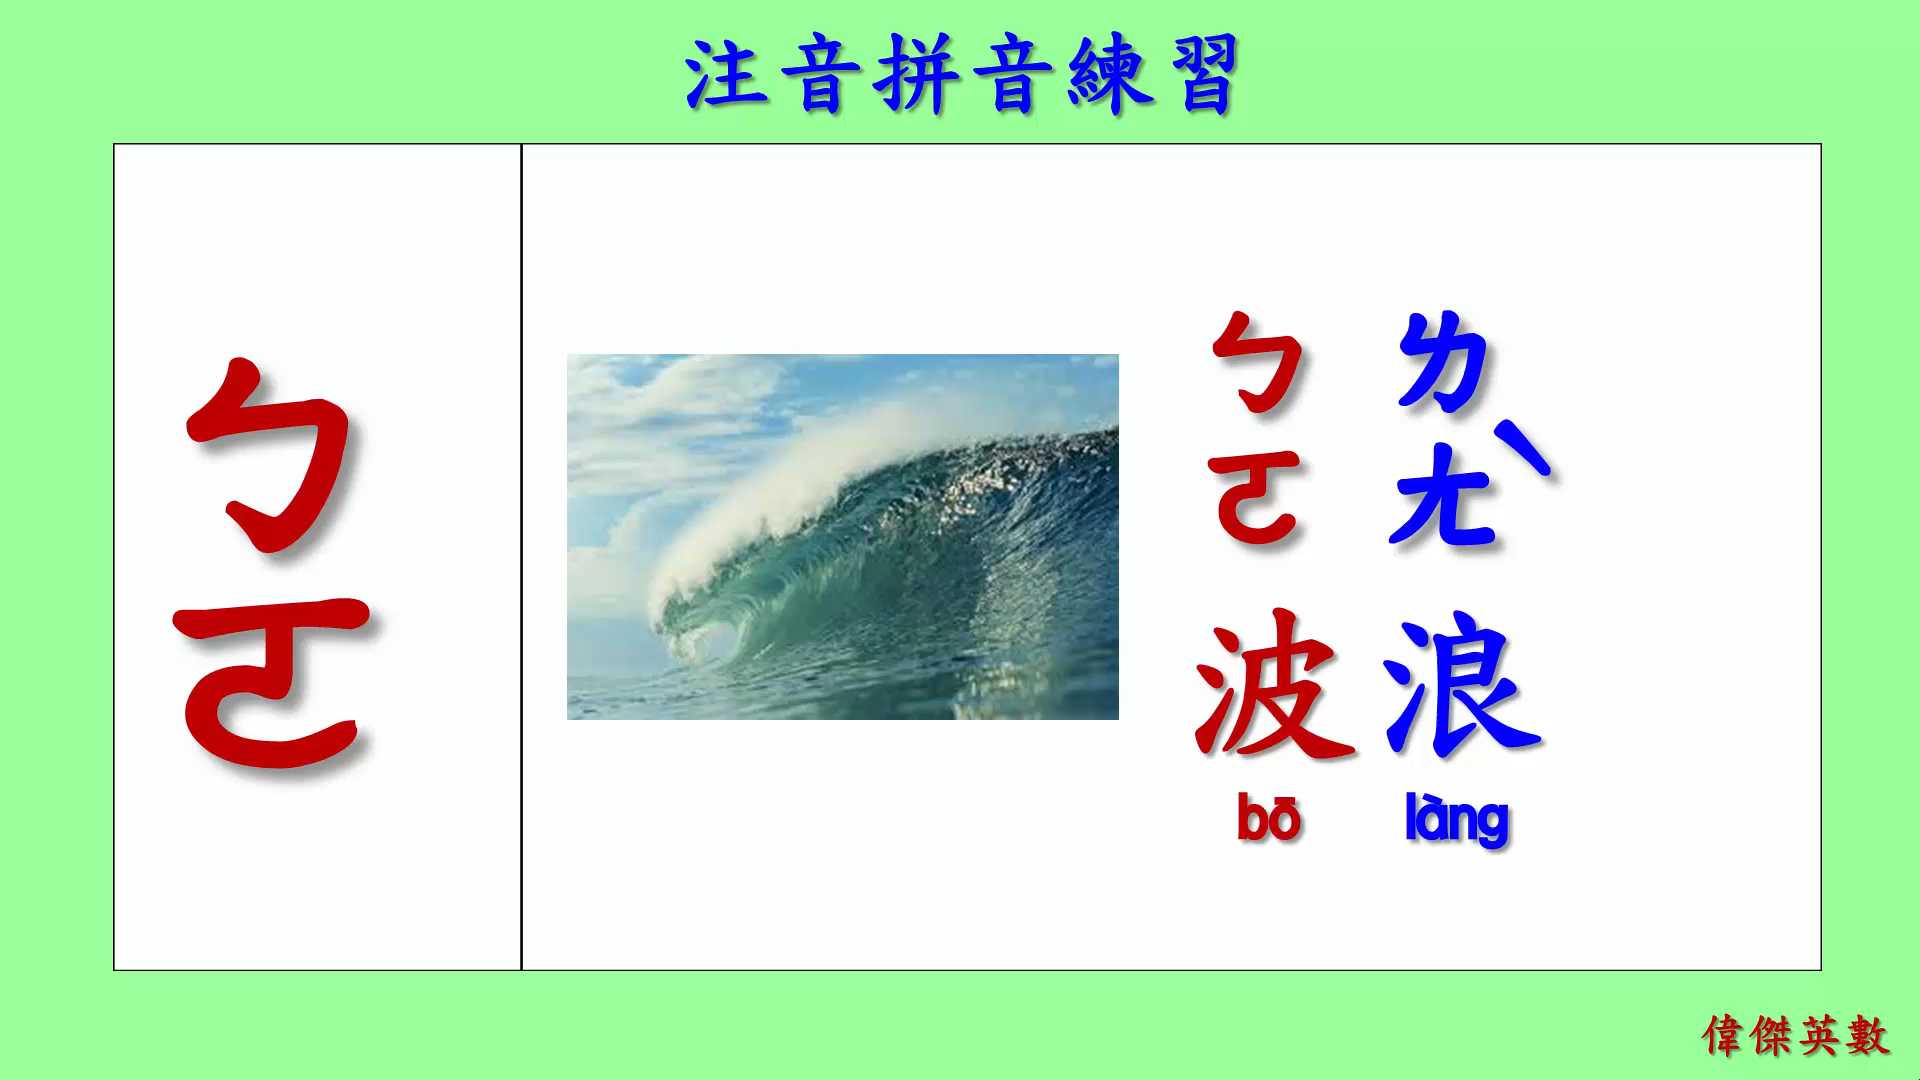 注音拼音練習
ㄅ
ㄛ
ㄅ ㄌ
ㄛ ㄤˋ
波 浪
bō làng
偉傑英數